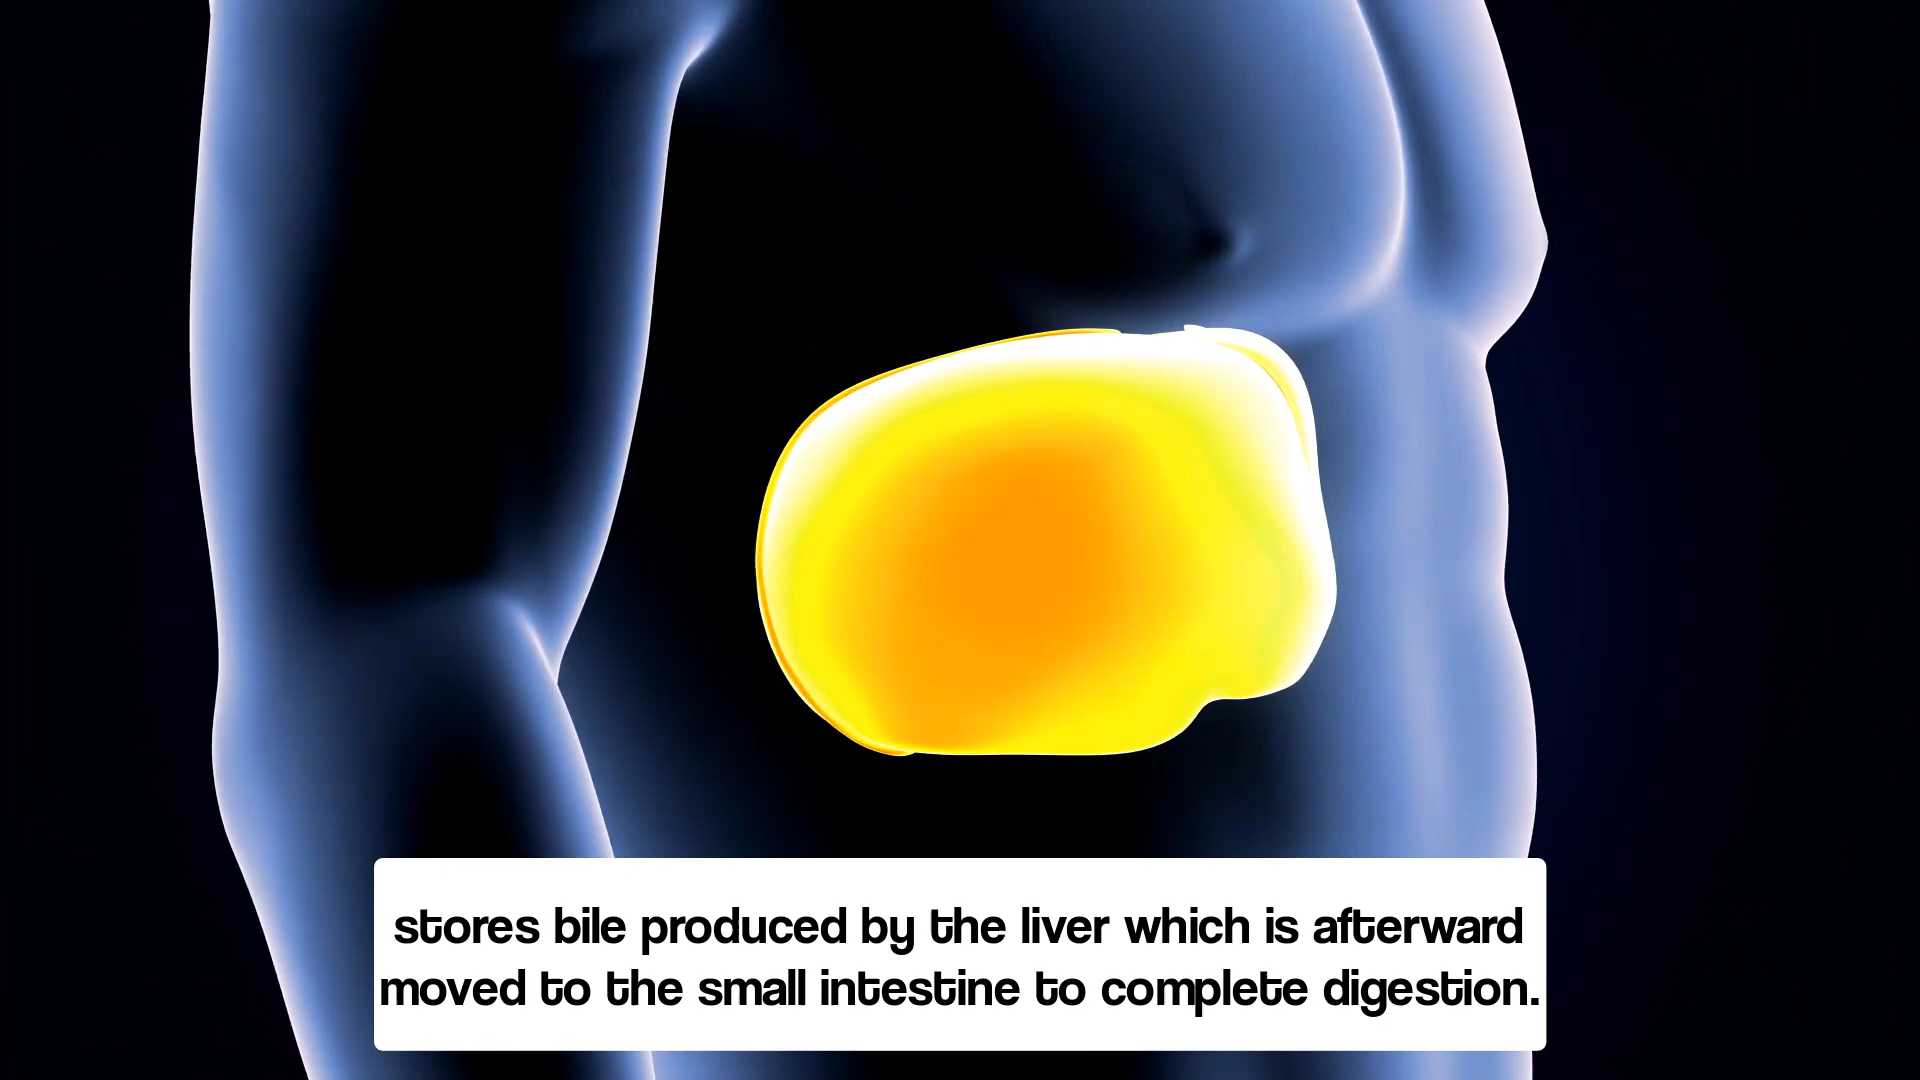 stores bile produced by the liver which is afterward
moved to the small intestine to complete digestion.